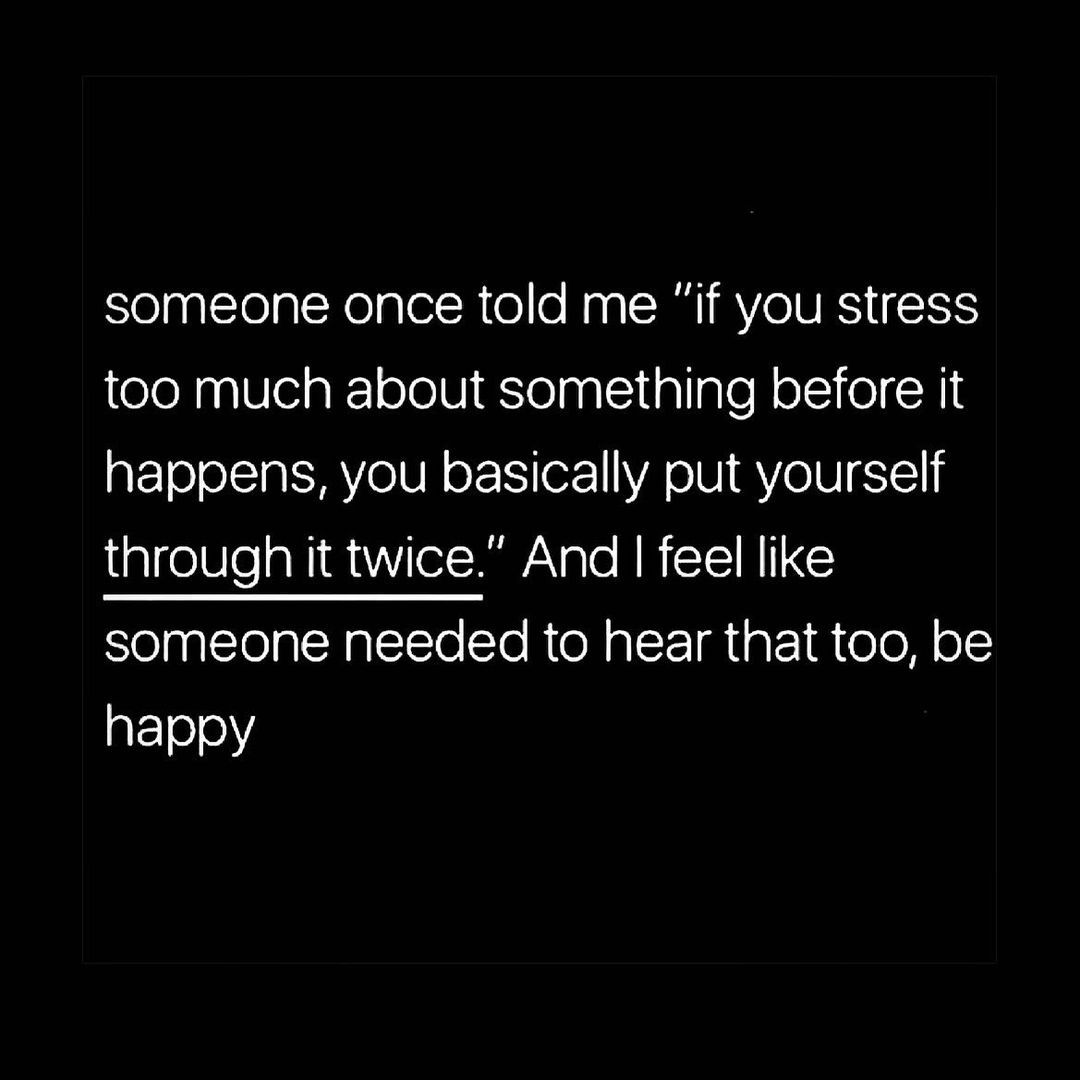 someone once told me "if you stress
too much about something before it
happens, you basically put yourself
through it twice." And I feel like
someone needed to hear that too, be
happy